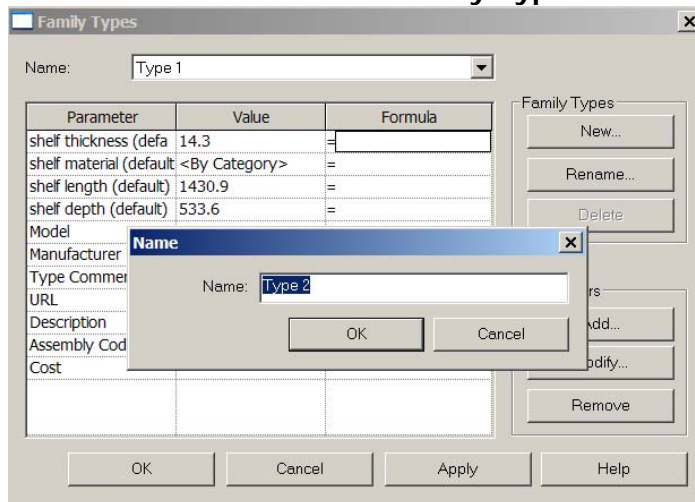 Family Types
Name: Type 1
Parameter Value Formula
shelf thickness (defa 14.3 =
shelf material (default <By Category> =
shelf length (default) 1430.9 =
shelf depth (default) 533.6 =
Model
Manufacturer
Type Commer
URL
Description
Assembly Cod
Cost
Family Types
New...
Rename...
Delete
Name
Name: Type 2
OK Cancel
rs
Add...
odify...
Remove
OK Cancel Apply Help